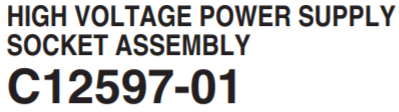 HIGH VOLTAGE POWER SUPPLY
SOCKET ASSEMBLY
C12597-01